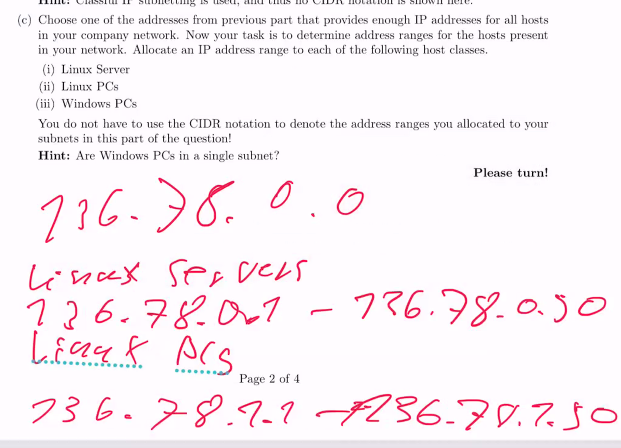 Hint: Classful IP subnetting is used, and thus no CIDR notation is shown here.
(c) Choose one of the addresses from previous part that provides enough IP addresses for all hosts
in your company network. Now your task is to determine address ranges for the hosts present
in your network. Allocate an IP address range to each of the following host classes.
(i) Linux Server
(ii) Linux PCs
(iii) Windows PCs
You do not have to use the CIDR notation to denote the address ranges you allocated to your
subnets in this part of the question!
Hint: Are Windows PCs in a single subnet?
Please turn!
136.78.0.0
Linux Servers
136.78.0.1 - 136.78.0.50
Linux PCs
Page 2 of 4
136.78.1.1 - 136.78.1.50